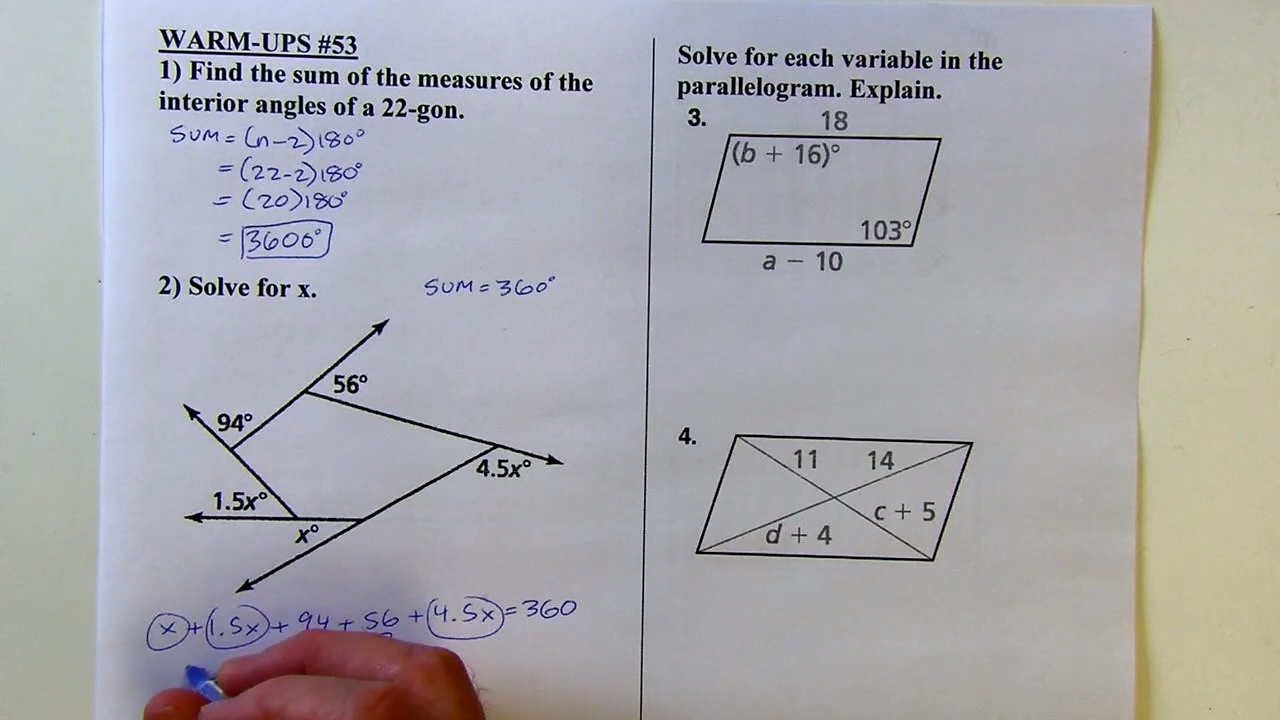 WARM-UPS #53
1) Find the sum of the measures of the
interior angles of a 22-gon.
SUM = (n-2)180°
= (22-2)180°
= (20)180°
= 3600°
2) Solve for x.
SUM = 360°
56°
94°
4.5x°
1.5x°
x°
x + 1.5x + 94 + 56 + 4.5x = 360
Solve for each variable in the
parallelogram. Explain.
3.
18
(b + 16)°
103°
a − 10
4.
11
14
c + 5
d + 4